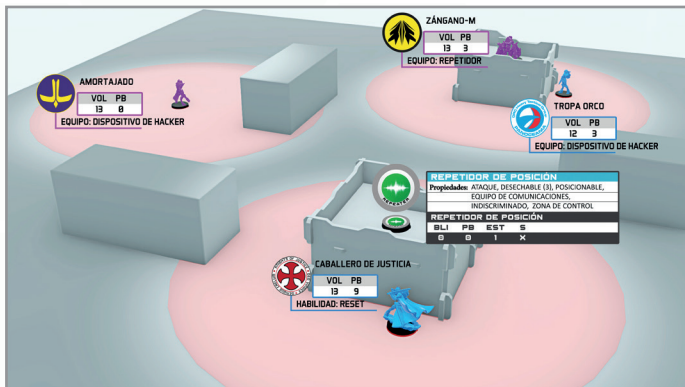 ZÁNGANO-M
VOL PB
13 3
EQUIPO: REPETIDOR
AMORTAJADO
VOL PB
13 0
EQUIPO: DISPOSITIVO DE HACKER
TROPA ORCO
VOL PB
12 3
EQUIPO: DISPOSITIVO DE HACKER
REPEATER
REPETIDOR DE POSICIÓN
Propiedades: ATAQUE, DESECHABLE (3), POSICIONABLE,
EQUIPO DE COMUNICACIONES,
INDISCRIMINADO, ZONA DE CONTROL
REPETIDOR DE POSICIÓN
BLI PB EST S
0 0 1 X
CABALLERO DE JUSTICIA
VOL PB
13 9
HABILIDAD: RESET